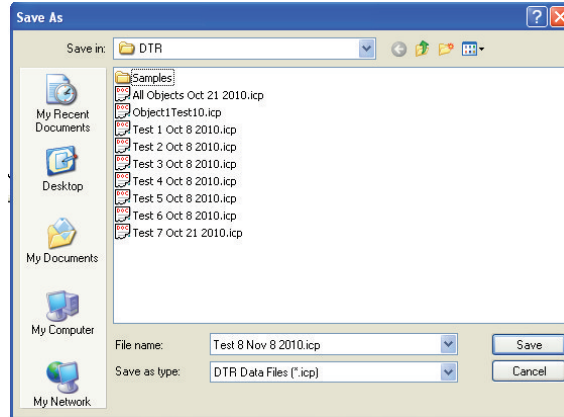 Save As
Save in: DTR
Samples
All Objects Oct 21 2010.icp
Object1Test10.icp
Test 1 Oct 8 2010.icp
Test 2 Oct 8 2010.icp
Test 3 Oct 8 2010.icp
Test 4 Oct 8 2010.icp
Test 5 Oct 8 2010.icp
Test 6 Oct 8 2010.icp
Test 7 Oct 21 2010.icp
My Recent
Documents
Desktop
My Documents
My Computer
My Network
File name: Test 8 Nov 8 2010.icp Save
Save as type: DTR Data Files (*.icp) Cancel